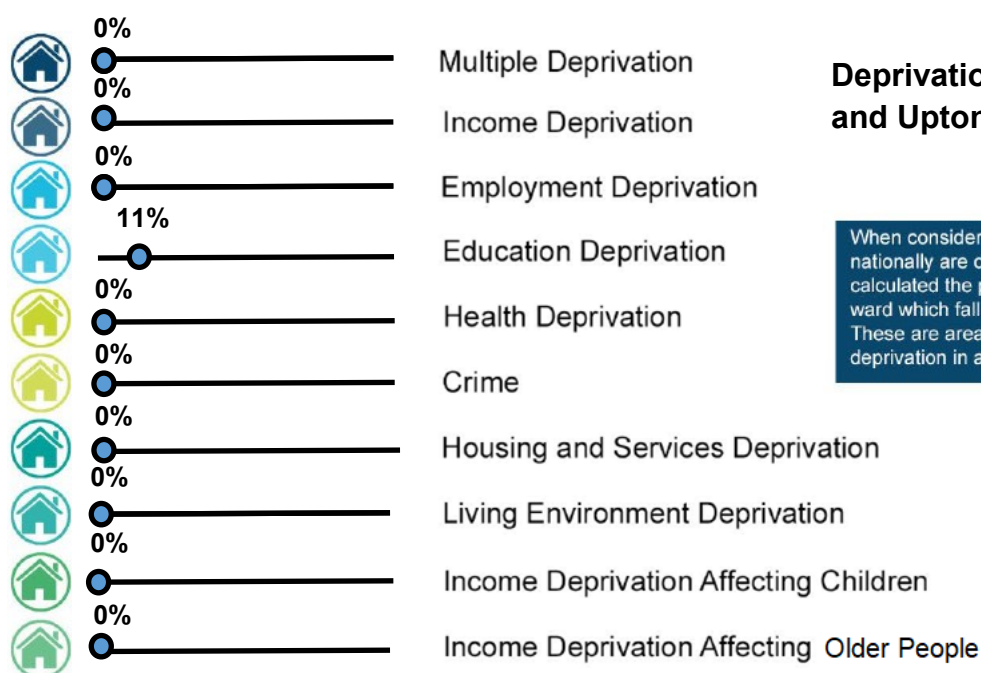 0%
Multiple Deprivation
0%
Income Deprivation
0%
Employment Deprivation
11%
Education Deprivation
0%
Health Deprivation
0%
Crime
0%
Housing and Services Deprivation
0%
Living Environment Deprivation
0%
Income Deprivation Affecting Children
0%
Income Deprivation Affecting Older People
and Upton
When consider
nationally are
calculated the
ward which fall
These are area
deprivation in a